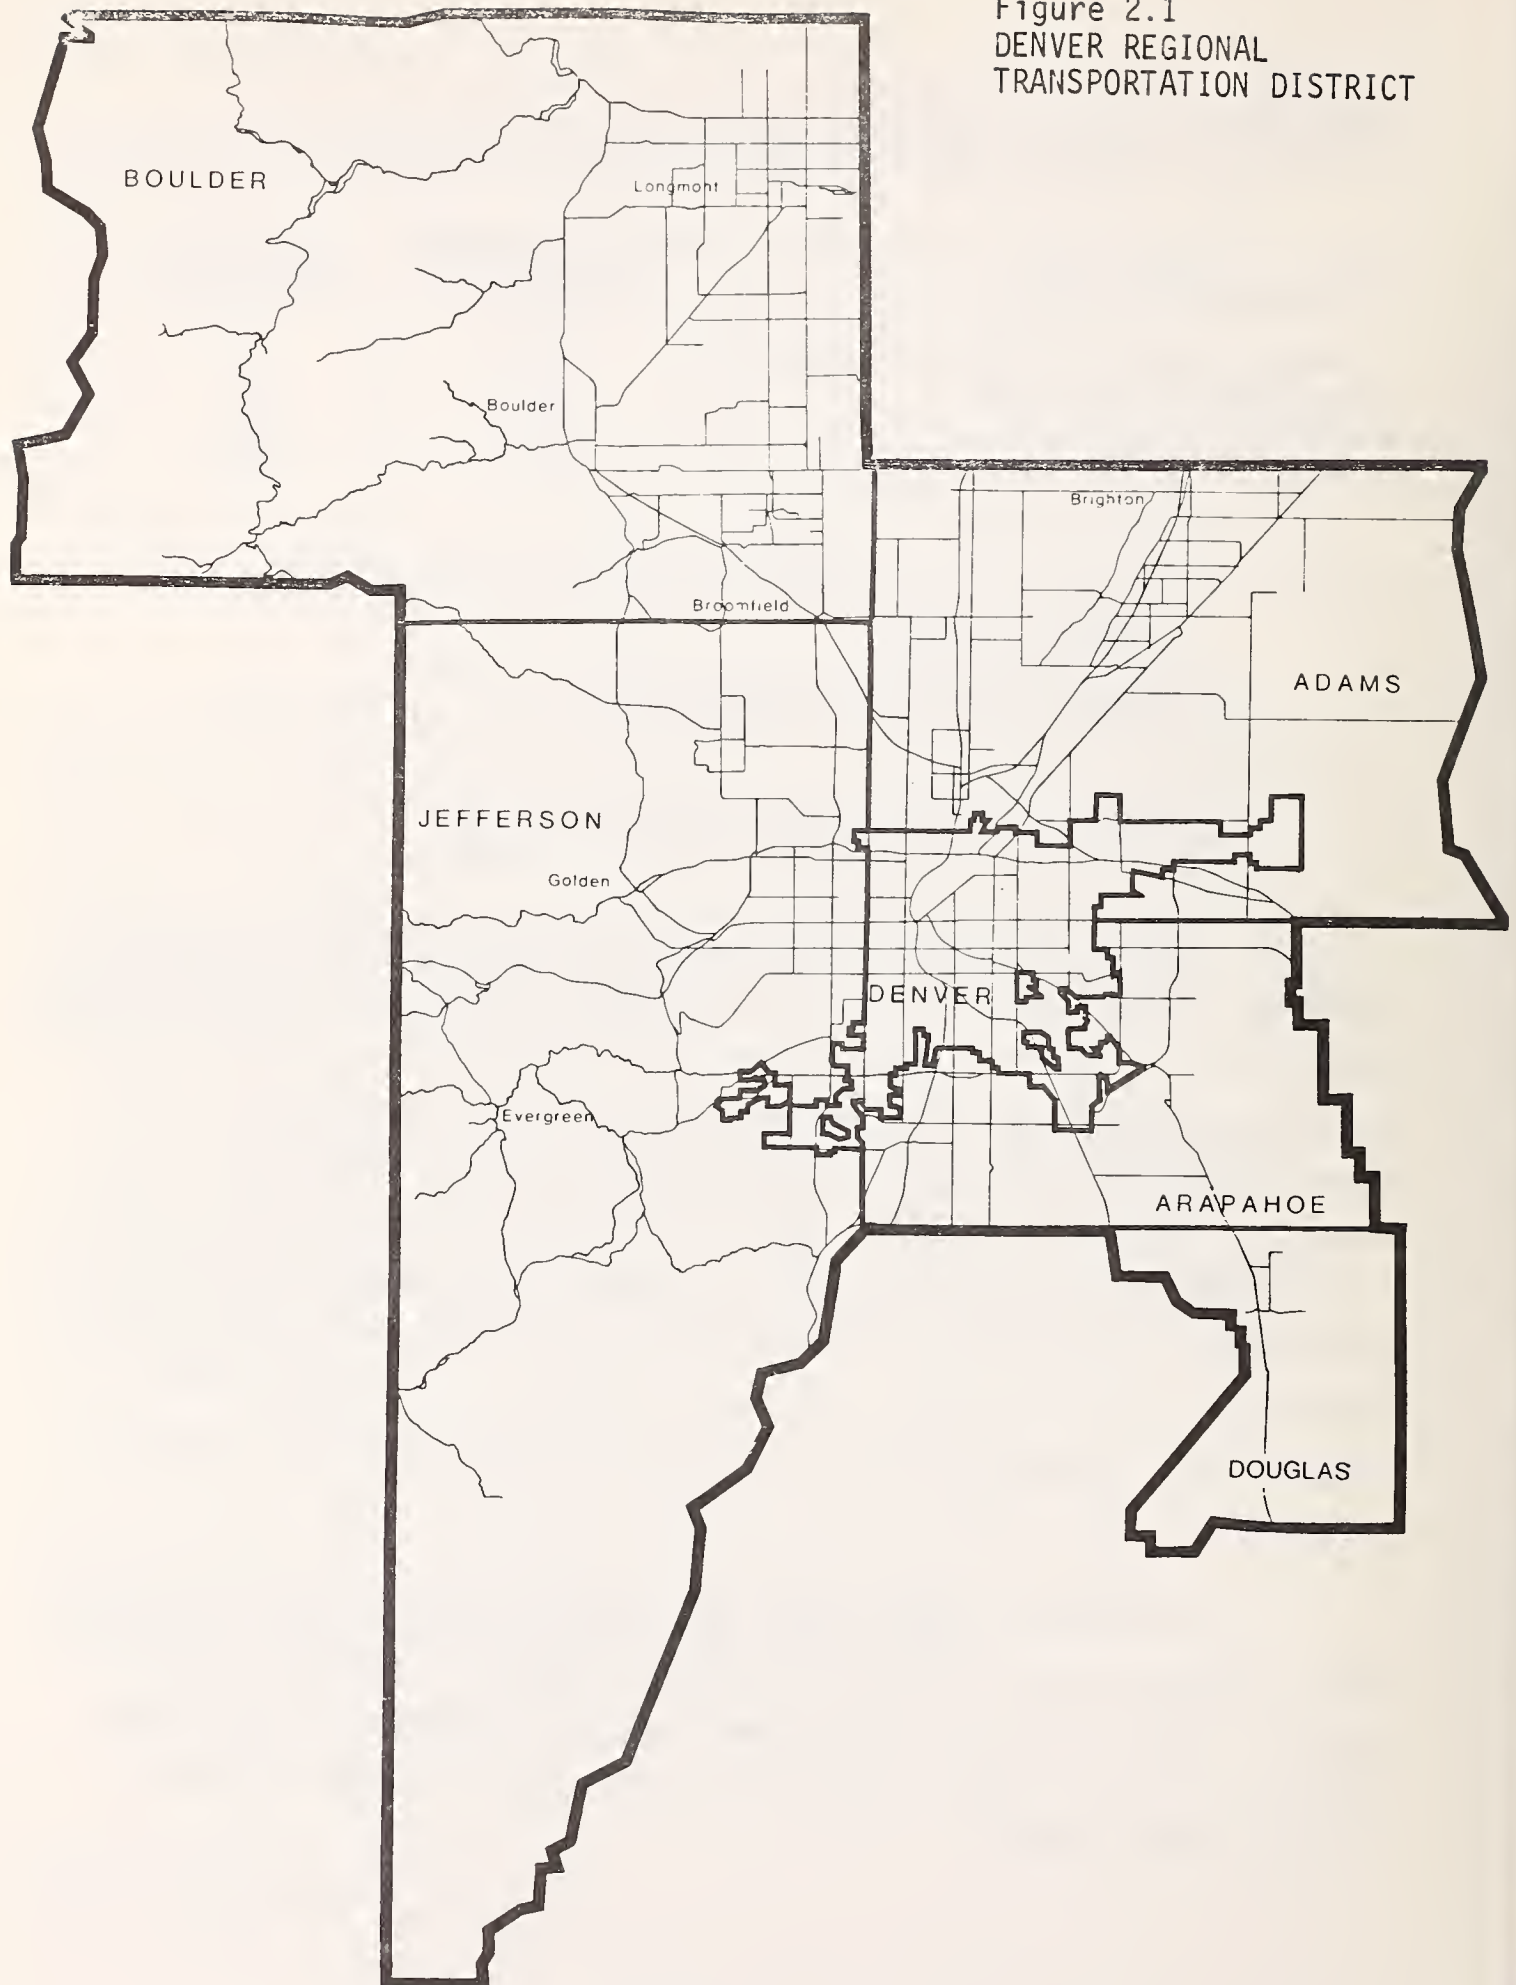 Figure 2.1
DENVER REGIONAL
TRANSPORTATION DISTRICT
BOULDER
Longmont
Boulder
Brighton
Broomfield
ADAMS
JEFFERSON
Golden
DENVER
Evergreen
ARAPAHOE
DOUGLAS